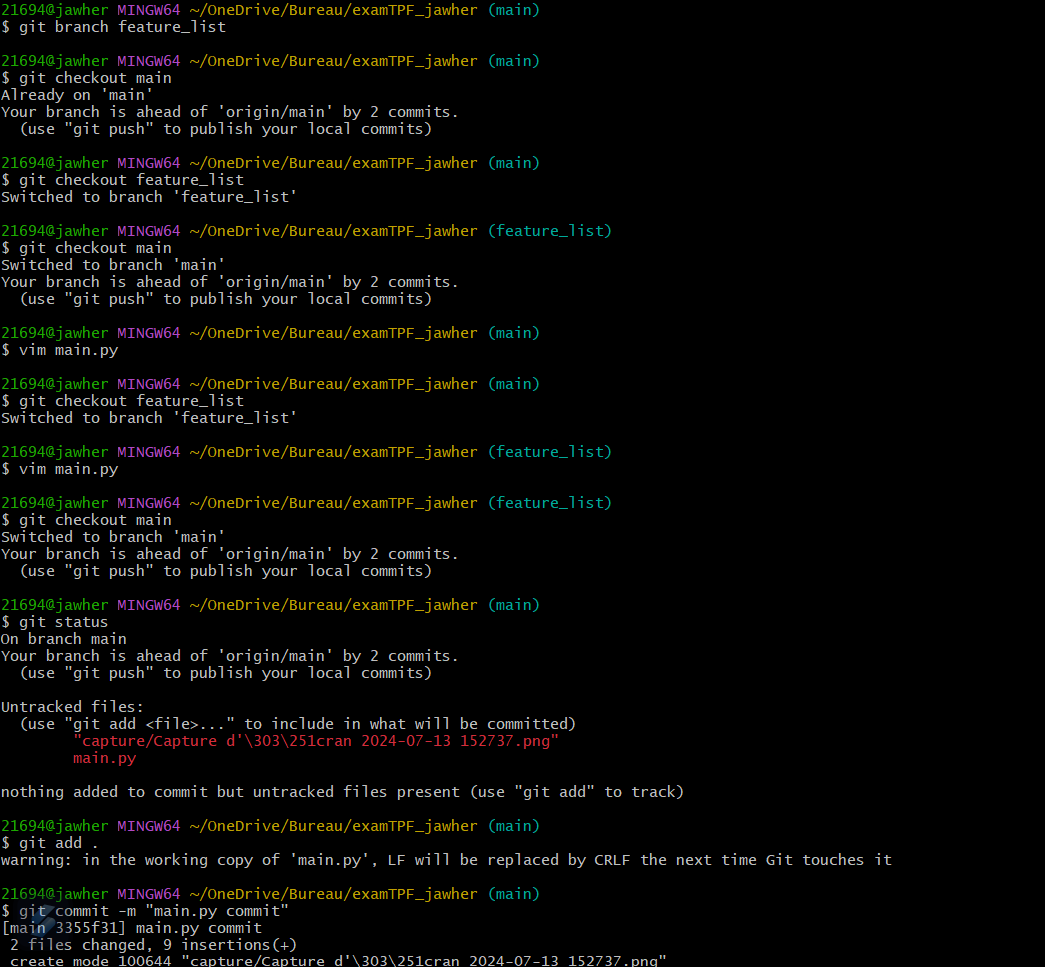 21694@jawher MINGW64 ~/OneDrive/Bureau/examTPF_jawher (main)
$ git branch feature_list
21694@jawher MINGW64 ~/OneDrive/Bureau/examTPF_jawher (main)
$ git checkout main
Already on 'main'
Your branch is ahead of 'origin/main' by 2 commits.
  (use "git push" to publish your local commits)
21694@jawher MINGW64 ~/OneDrive/Bureau/examTPF_jawher (main)
$ git checkout feature_list
Switched to branch 'feature_list'
21694@jawher MINGW64 ~/OneDrive/Bureau/examTPF_jawher (feature_list)
$ git checkout main
Switched to branch 'main'
Your branch is ahead of 'origin/main' by 2 commits.
  (use "git push" to publish your local commits)
21694@jawher MINGW64 ~/OneDrive/Bureau/examTPF_jawher (main)
$ vim main.py
21694@jawher MINGW64 ~/OneDrive/Bureau/examTPF_jawher (main)
$ git checkout feature_list
Switched to branch 'feature_list'
21694@jawher MINGW64 ~/OneDrive/Bureau/examTPF_jawher (feature_list)
$ vim main.py
21694@jawher MINGW64 ~/OneDrive/Bureau/examTPF_jawher (feature_list)
$ git checkout main
Switched to branch 'main'
Your branch is ahead of 'origin/main' by 2 commits.
  (use "git push" to publish your local commits)
21694@jawher MINGW64 ~/OneDrive/Bureau/examTPF_jawher (main)
$ git status
On branch main
Your branch is ahead of 'origin/main' by 2 commits.
  (use "git push" to publish your local commits)
Untracked files:
  (use "git add <file>..." to include in what will be committed)
        "capture/Capture d'\303\251cran 2024-07-13 152737.png"
        main.py
nothing added to commit but untracked files present (use "git add" to track)
21694@jawher MINGW64 ~/OneDrive/Bureau/examTPF_jawher (main)
$ git add .
warning: in the working copy of 'main.py', LF will be replaced by CRLF the next time Git touches it
21694@jawher MINGW64 ~/OneDrive/Bureau/examTPF_jawher (main)
$ git commit -m "main.py commit"
[main 3355f31] main.py commit
 2 files changed, 9 insertions(+)
 create mode 100644 "capture/Capture d'\303\251cran 2024-07-13 152737.png"